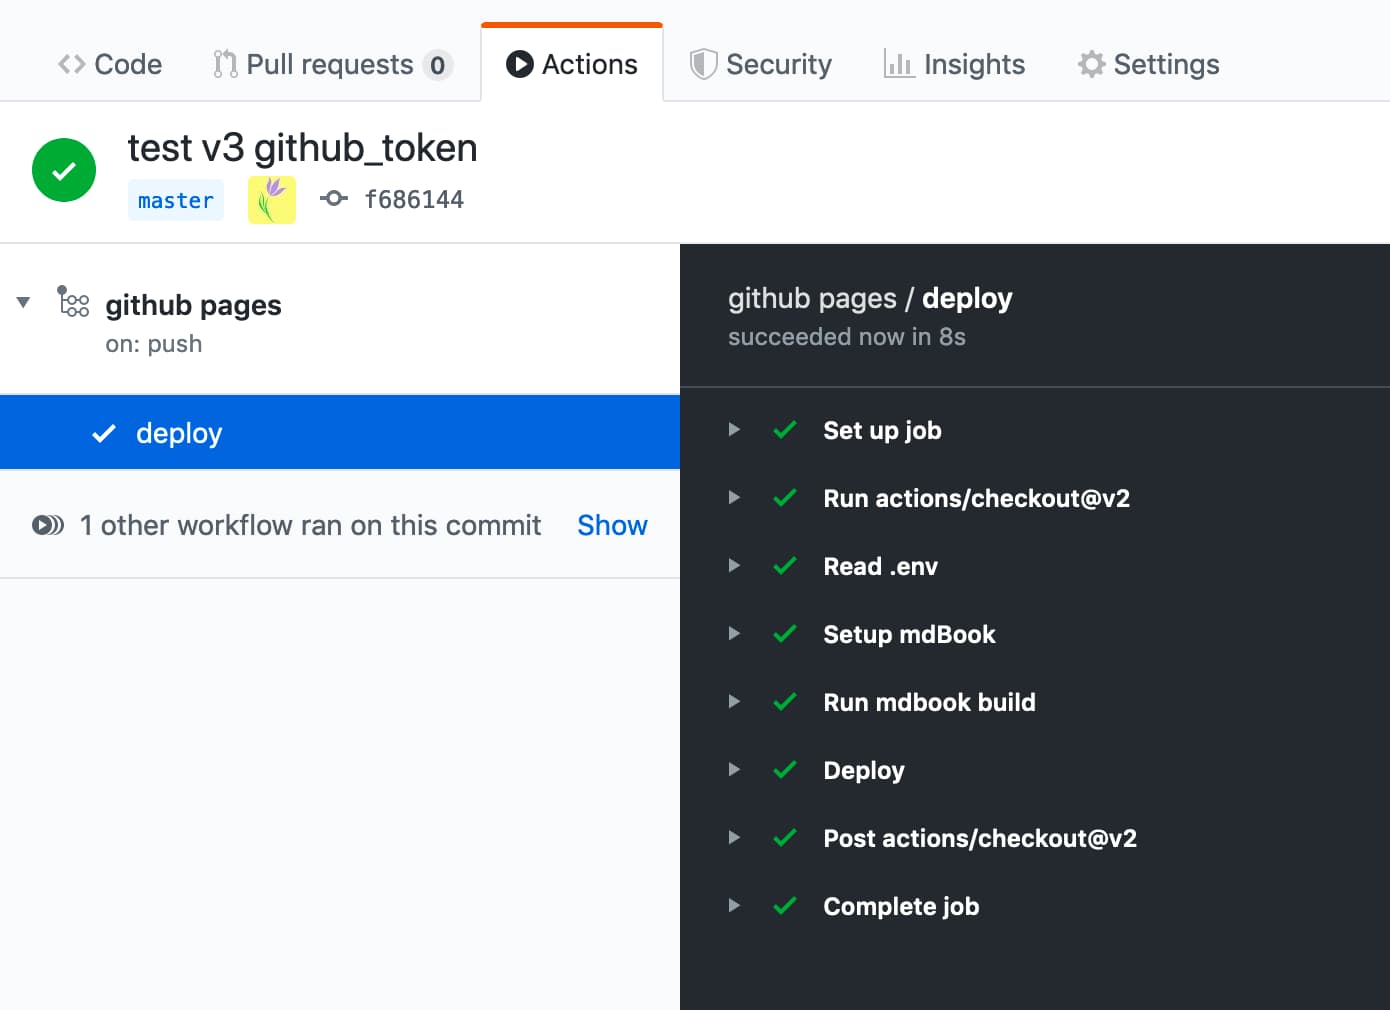 Code Pull requests 0 Actions Security Insights Settings
test v3 github_token
master f686144
github pages
on: push
deploy
1 other workflow ran on this commit Show
github pages / deploy
succeeded now in 8s
Set up job
Run actions/checkout@v2
Read .env
Setup mdBook
Run mdbook build
Deploy
Post actions/checkout@v2
Complete job